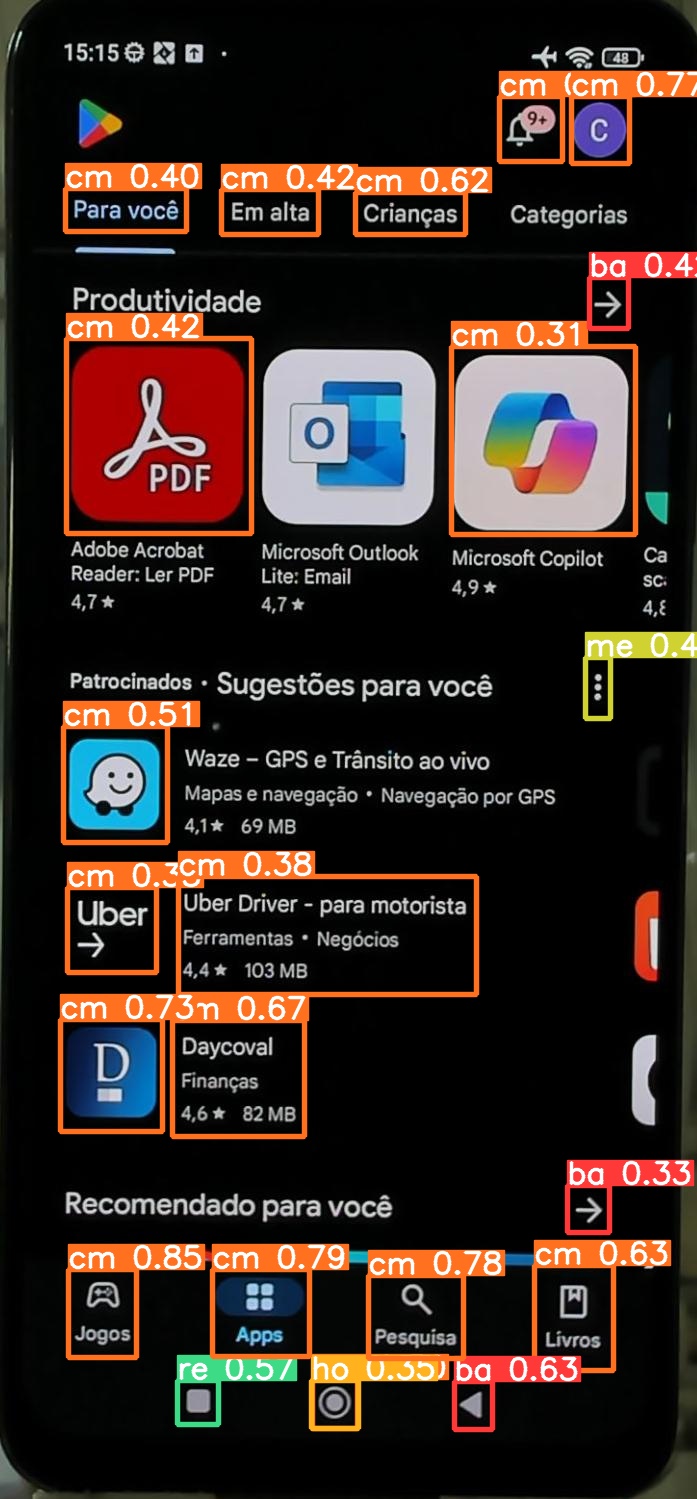 15:15
48
cm
cm 0.77
9+
C
cm 0.40
cm 0.42
cm 0.62
Para você
Em alta
Crianças
Categorias
ba 0.4
Produtividade
cm 0.42
cm 0.31
PDF
O
Adobe Acrobat
Reader: Ler PDF
4,7★
Microsoft Outlook
Lite: Email
4,7★
Microsoft Copilot
4,9★
Ca
sc
4,8
me 0.4
Patrocinados • Sugestões para você
cm 0.51
Waze – GPS e Trânsito ao vivo
Mapas e navegação • Navegação por GPS
4,1★ 69 MB
cm 0.3
cm 0.38
Uber
Uber Driver - para motorista
Ferramentas • Negócios
4,4★ 103 MB
cm 0.73
0.67
D
Daycoval
Finanças
4,6★ 82 MB
ba 0.33
Recomendado para você
cm 0.85
cm 0.79
cm 0.78
cm 0.63
Jogos
Apps
Pesquisa
Livros
re 0.57
ho 0.35
ba 0.63